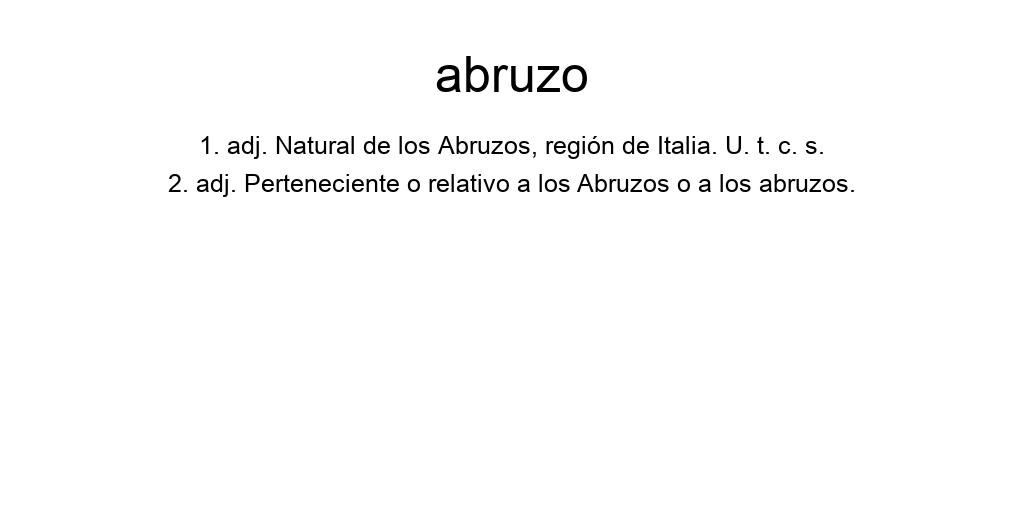 abruzo
1. adj. Natural de los Abruzos, región de Italia. U. t. c. s.
2. adj. Perteneciente o relativo a los Abruzos o a los abruzos.